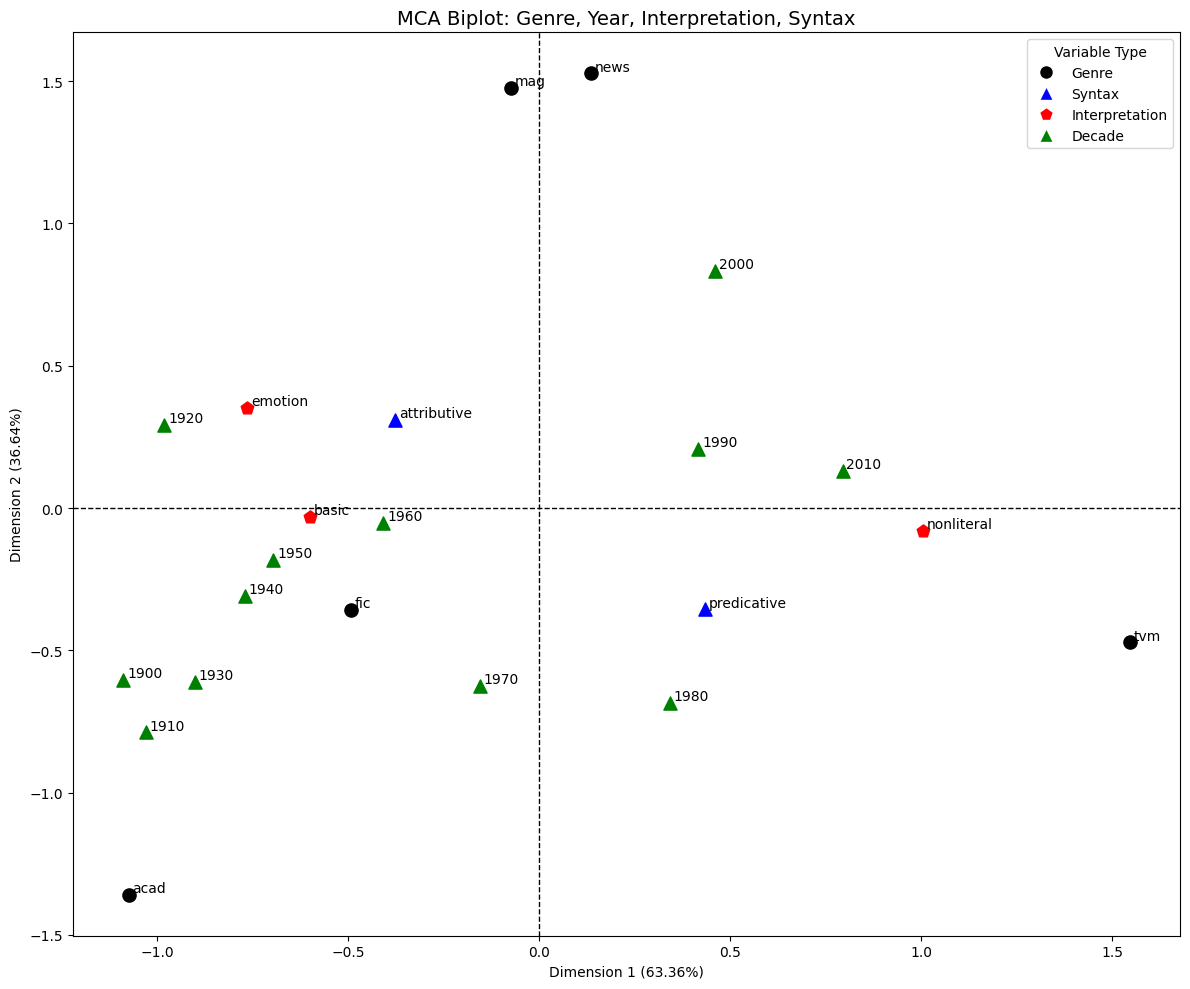 MCA Biplot: Genre, Year, Interpretation, Syntax
Variable Type
Genre
Syntax
Interpretation
Decade
news
mag
2000
emotion
attributive
1920
1990
2010
basic
1960
nonliteral
1950
1940
fic
predicative
tvm
1900
1930
1970
1980
1910
acad
1.5
1.0
0.5
0.0
−0.5
−1.0
−1.5
Dimension 2 (36.64%)
−1.0
−0.5
0.0
0.5
1.0
1.5
Dimension 1 (63.36%)